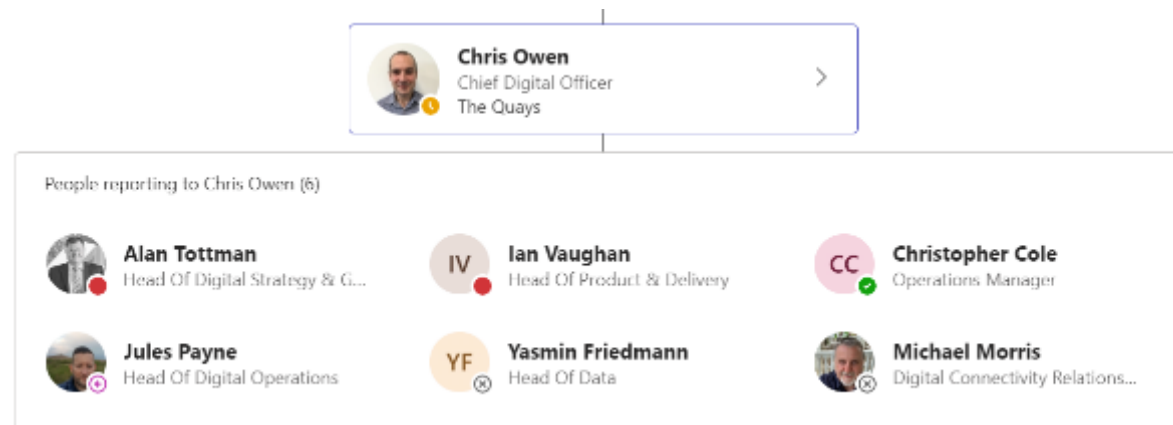 Chris Owen
Chief Digital Officer
The Quays
People reporting to Chris Owen (6)
Alan Tottman
Head Of Digital Strategy & G...
IV
Ian Vaughan
Head Of Product & Delivery
CC
Christopher Cole
Operations Manager
Jules Payne
Head Of Digital Operations
YF
Yasmin Friedmann
Head Of Data
Michael Morris
Digital Connectivity Relations...